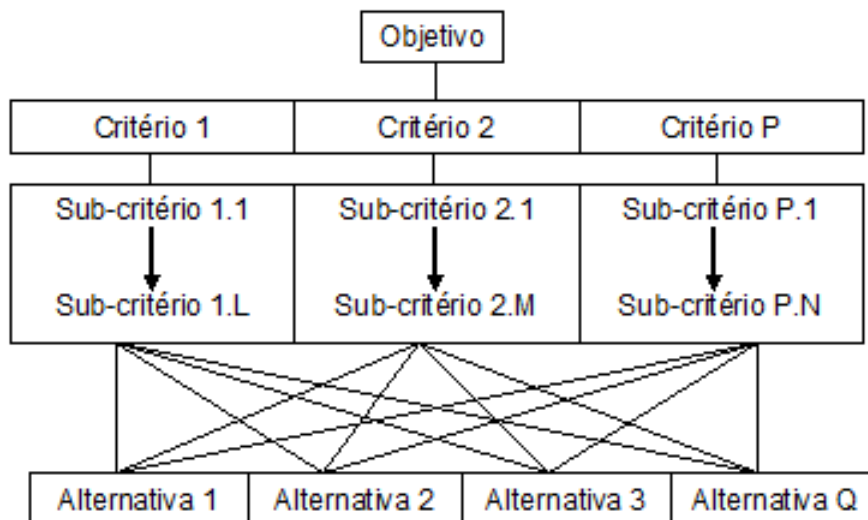 Objetivo
Critério 1 Critério 2 Critério P
Sub-critério 1.1 Sub-critério 2.1 Sub-critério P.1
Sub-critério 1.L Sub-critério 2.M Sub-critério P.N
Alternativa 1 Alternativa 2 Alternativa 3 Alternativa Q